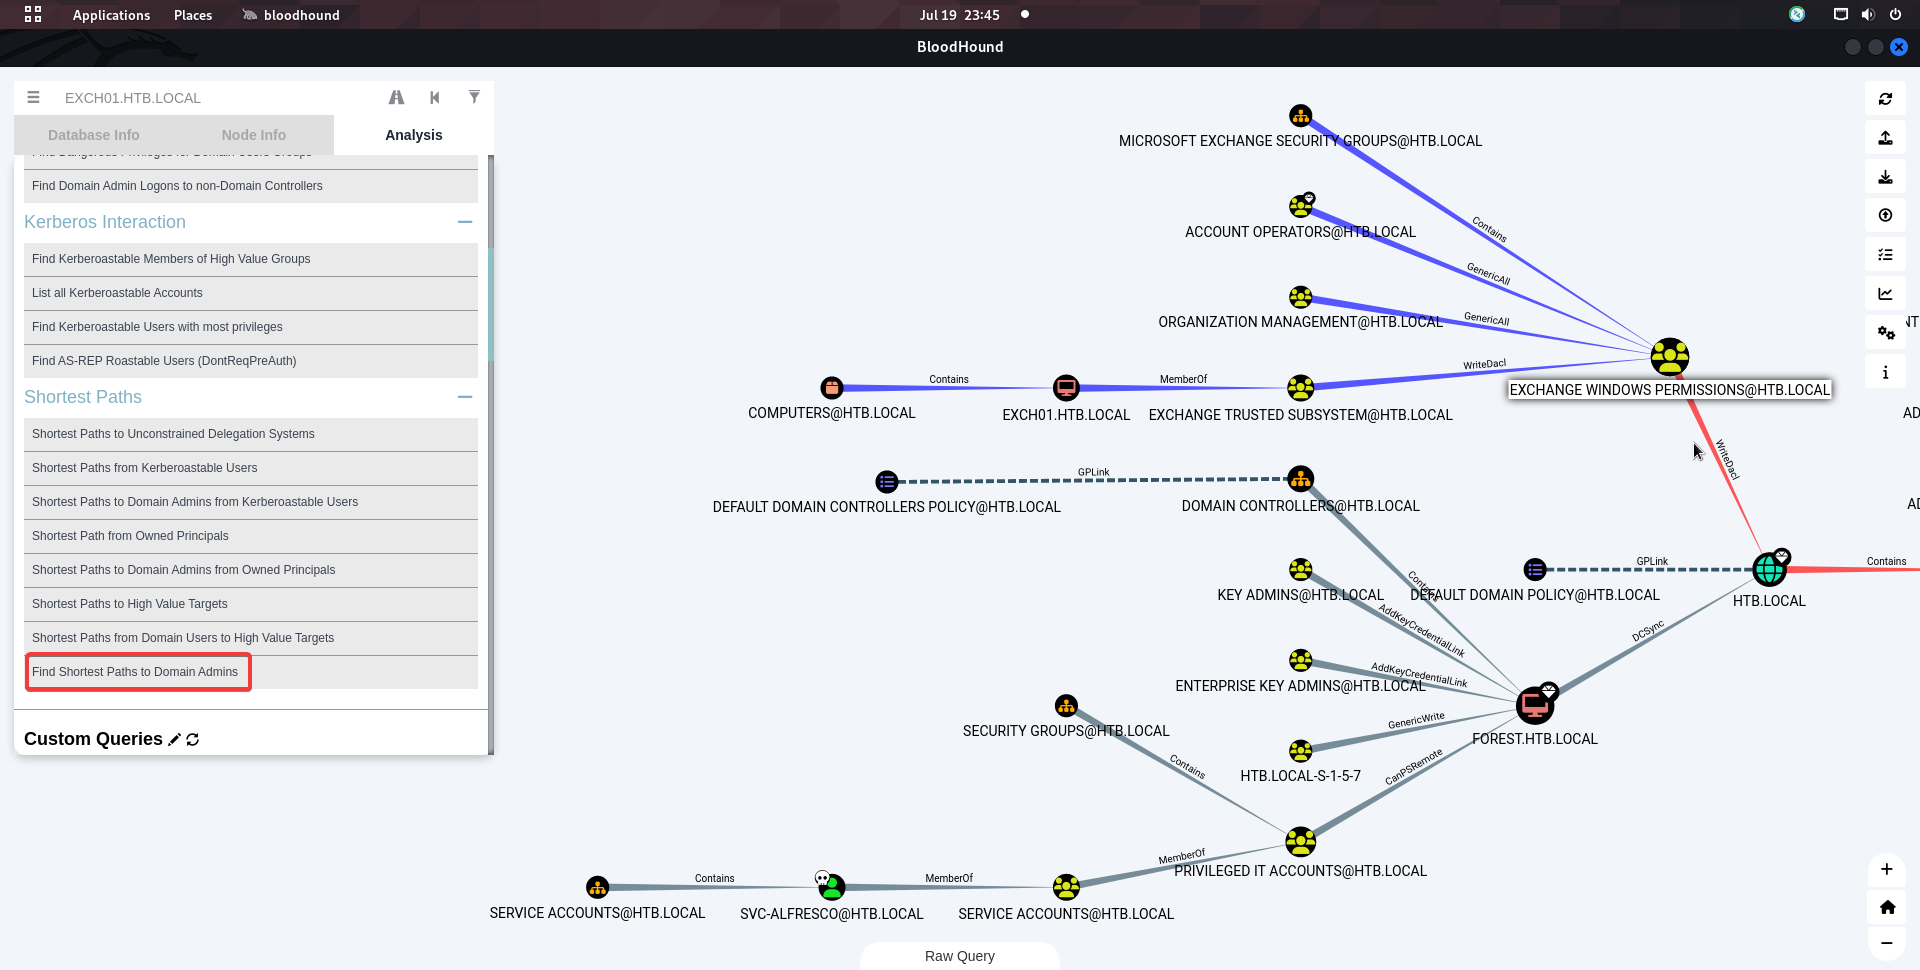 Applications Places bloodhound Jul 19 23:45
BloodHound
EXCH01.HTB.LOCAL
Database Info Node Info Analysis
Find Dangerous Privileges for Domain Users Groups
Find Domain Admin Logons to non-Domain Controllers
Kerberos Interaction
Find Kerberoastable Members of High Value Groups
List all Kerberoastable Accounts
Find Kerberoastable Users with most privileges
Find AS-REP Roastable Users (DontReqPreAuth)
Shortest Paths
Shortest Paths to Unconstrained Delegation Systems
Shortest Paths from Kerberoastable Users
Shortest Paths to Domain Admins from Kerberoastable Users
Shortest Path from Owned Principals
Shortest Paths to Domain Admins from Owned Principals
Shortest Paths to High Value Targets
Shortest Paths from Domain Users to High Value Targets
Find Shortest Paths to Domain Admins
Custom Queries
MICROSOFT EXCHANGE SECURITY GROUPS@HTB.LOCAL
Contains
ACCOUNT OPERATORS@HTB.LOCAL
GenericAll
ORGANIZATION MANAGEMENT@HTB.LOCAL
GenericAll
NT
WriteDacl
Contains
MemberOf
EXCHANGE WINDOWS PERMISSIONS@HTB.LOCAL
COMPUTERS@HTB.LOCAL
EXCH01.HTB.LOCAL
EXCHANGE TRUSTED SUBSYSTEM@HTB.LOCAL
AD
WriteDacl
GPLink
DEFAULT DOMAIN CONTROLLERS POLICY@HTB.LOCAL
DOMAIN CONTROLLERS@HTB.LOCAL
AD
GPLink
Contains
Contains
KEY ADMINS@HTB.LOCAL
DEFAULT DOMAIN POLICY@HTB.LOCAL
HTB.LOCAL
AddKeyCredentialLink
DCSync
AddKeyCredentialLink
ENTERPRISE KEY ADMINS@HTB.LOCAL
GenericWrite
SECURITY GROUPS@HTB.LOCAL
FOREST.HTB.LOCAL
Contains
CanPSRemote
HTB.LOCAL-S-1-5-7
MemberOf
PRIVILEGED IT ACCOUNTS@HTB.LOCAL
Contains
MemberOf
SERVICE ACCOUNTS@HTB.LOCAL
SVC-ALFRESCO@HTB.LOCAL
SERVICE ACCOUNTS@HTB.LOCAL
Raw Query